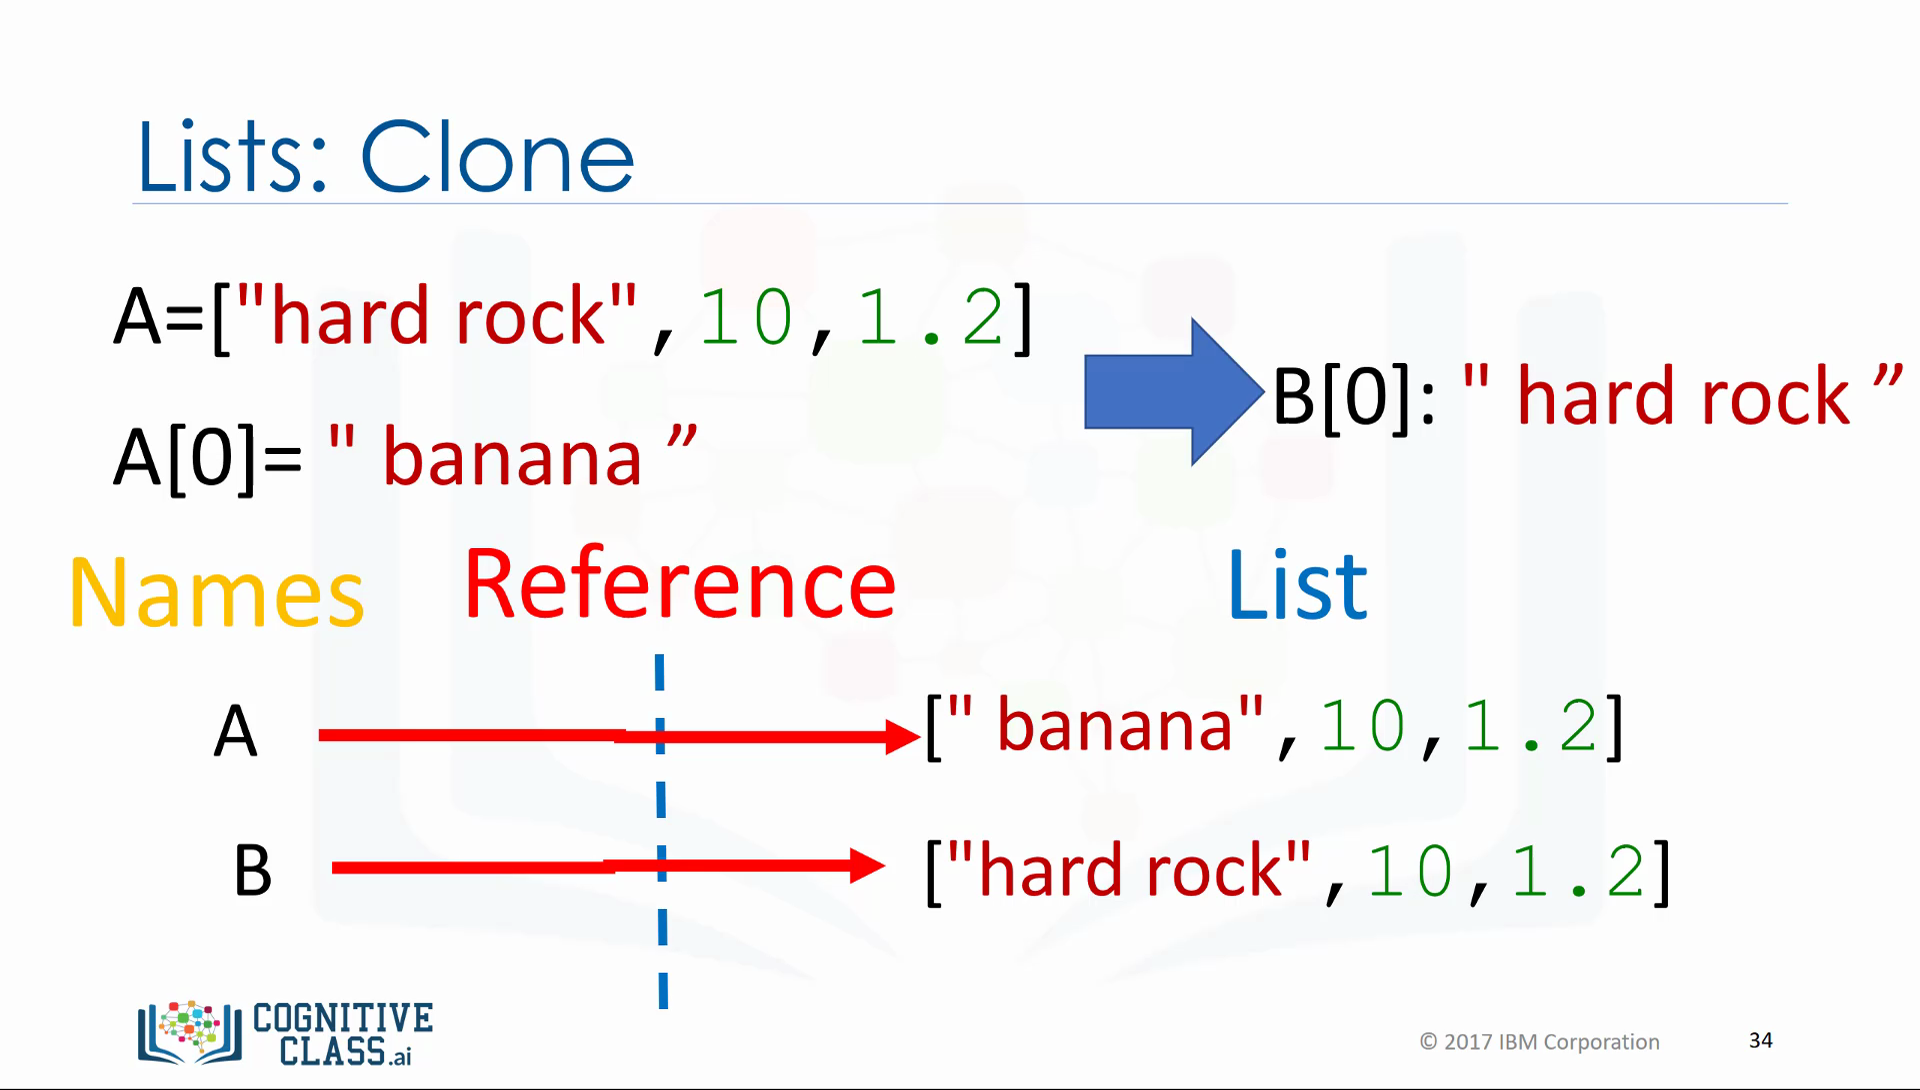 Lists: Clone
A=["hard rock",10,1.2]
A[0]= " banana ”
B[0]: " hard rock ”
Names Reference List
A [" banana",10,1.2]
B ["hard rock",10,1.2]
COGNITIVE
CLASS.ai
© 2017 IBM Corporation 34